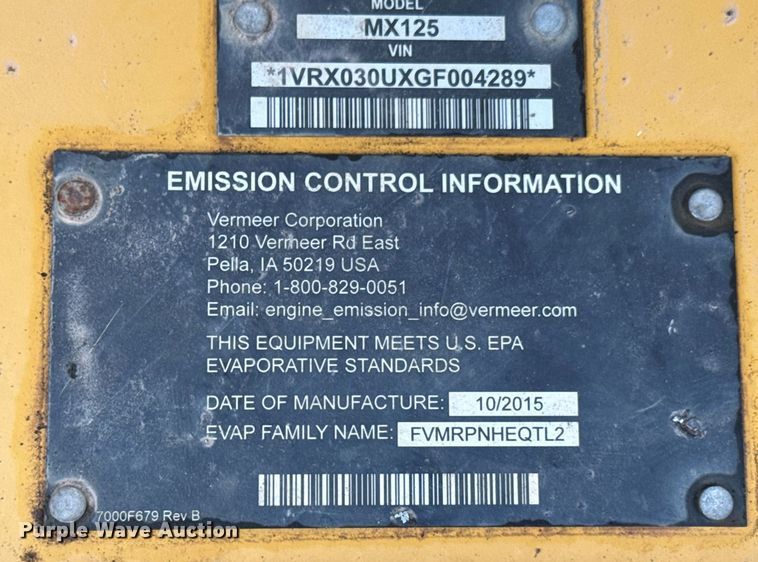 MODEL
MX125
VIN
*1VRX030UXGF004289*
EMISSION CONTROL INFORMATION
Vermeer Corporation
1210 Vermeer Rd East
Pella, IA 50219 USA
Phone: 1-800-829-0051
Email: engine_emission_info@vermeer.com
THIS EQUIPMENT MEETS U.S. EPA
EVAPORATIVE STANDARDS
DATE OF MANUFACTURE: 10/2015
EVAP FAMILY NAME: FVMRPNHEQTL2
7000F679 Rev B
Purple Wave Auction